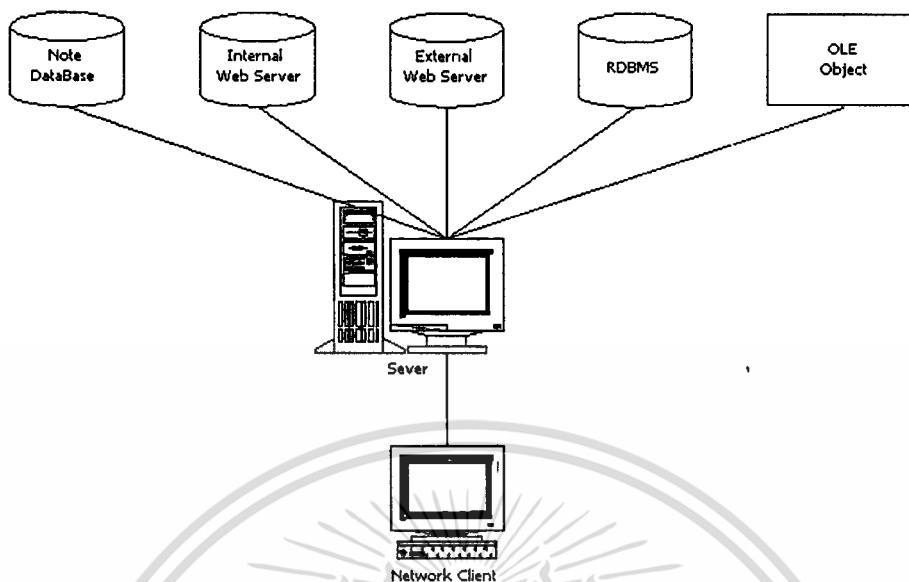 Note
DataBase
Internal
Web Server
External
Web Server
RDBMS
OLE
Object
Sever
Network Client